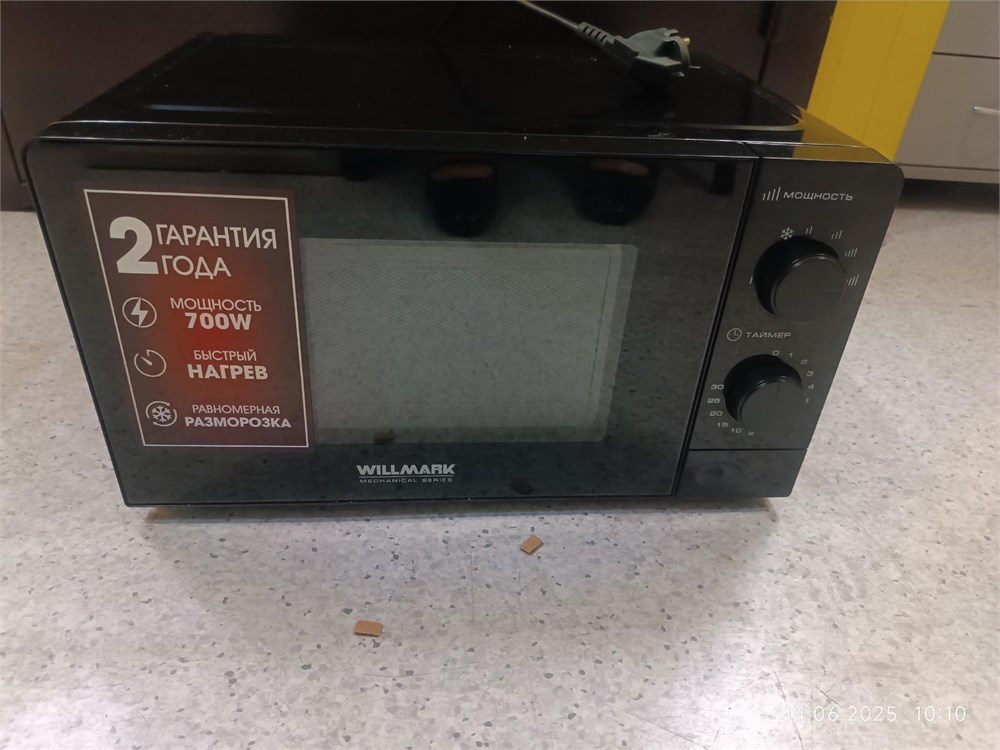 2 ГАРАНТИЯ
ГОДА
МОЩНОСТЬ
700W
БЫСТРЫЙ
НАГРЕВ
РАВНОМЕРНАЯ
РАЗМОРОЗКА
WILLMARK
MECHANICAL SERIES
МОЩНОСТЬ
ТАЙМЕР
0 1 2 3 4
10 15 20 25 30
.06.2025 10:10